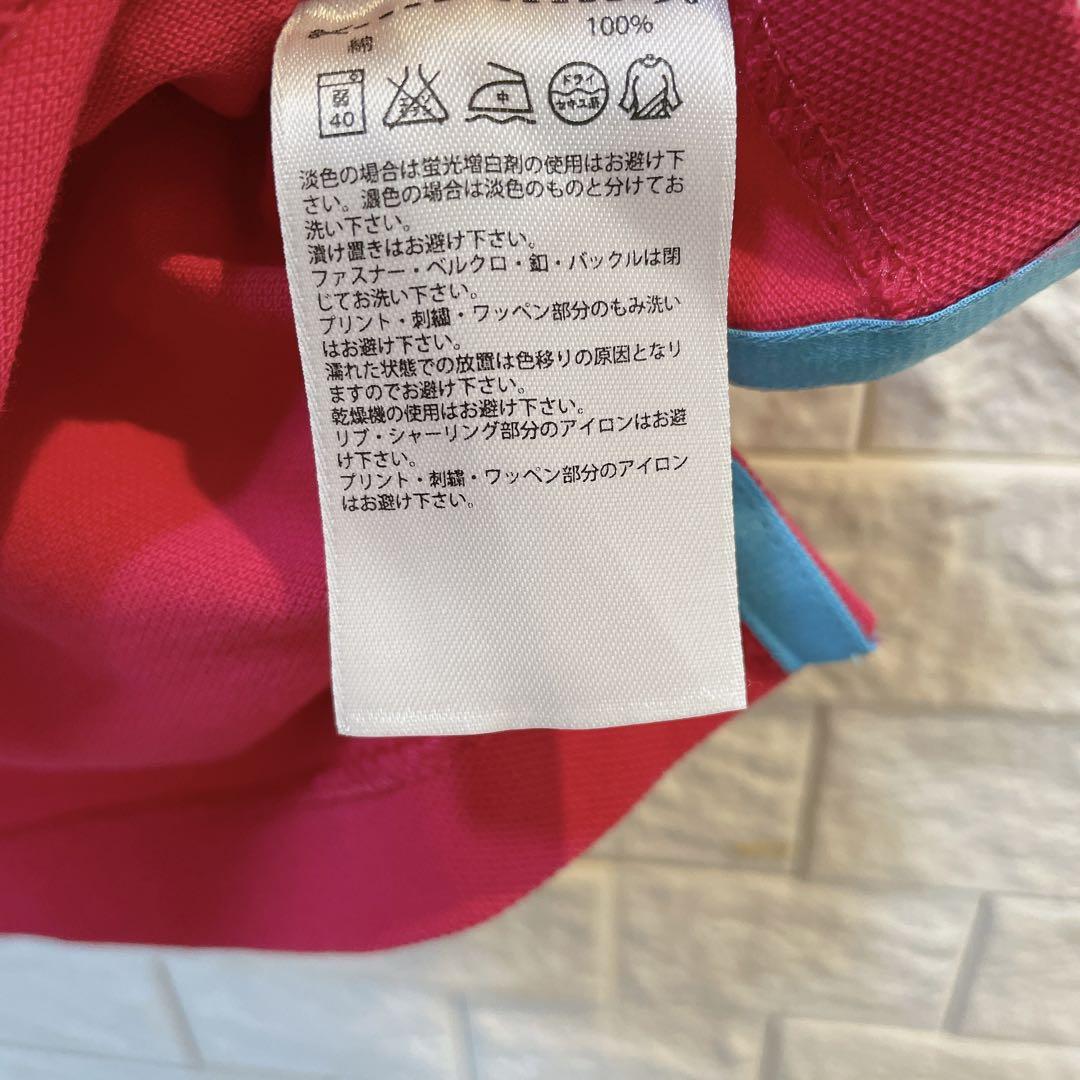 綿 100%
弱 40 エンソサラシ 中 ドライ セキユ系
淡色の場合は蛍光増白剤の使用はお避け下
さい。濃色の場合は淡色のものと分けてお
洗い下さい。
漬け置きはお避け下さい。
ファスナー・ベルクロ・釦・バックルは閉
じてお洗い下さい。
プリント・刺繍・ワッペン部分のもみ洗い
はお避け下さい。
濡れた状態での放置は色移りの原因となり
ますのでお避け下さい。
乾燥機の使用はお避け下さい。
リブ・シャーリング部分のアイロンはお避
け下さい。
プリント・刺繍・ワッペン部分のアイロン
はお避け下さい。